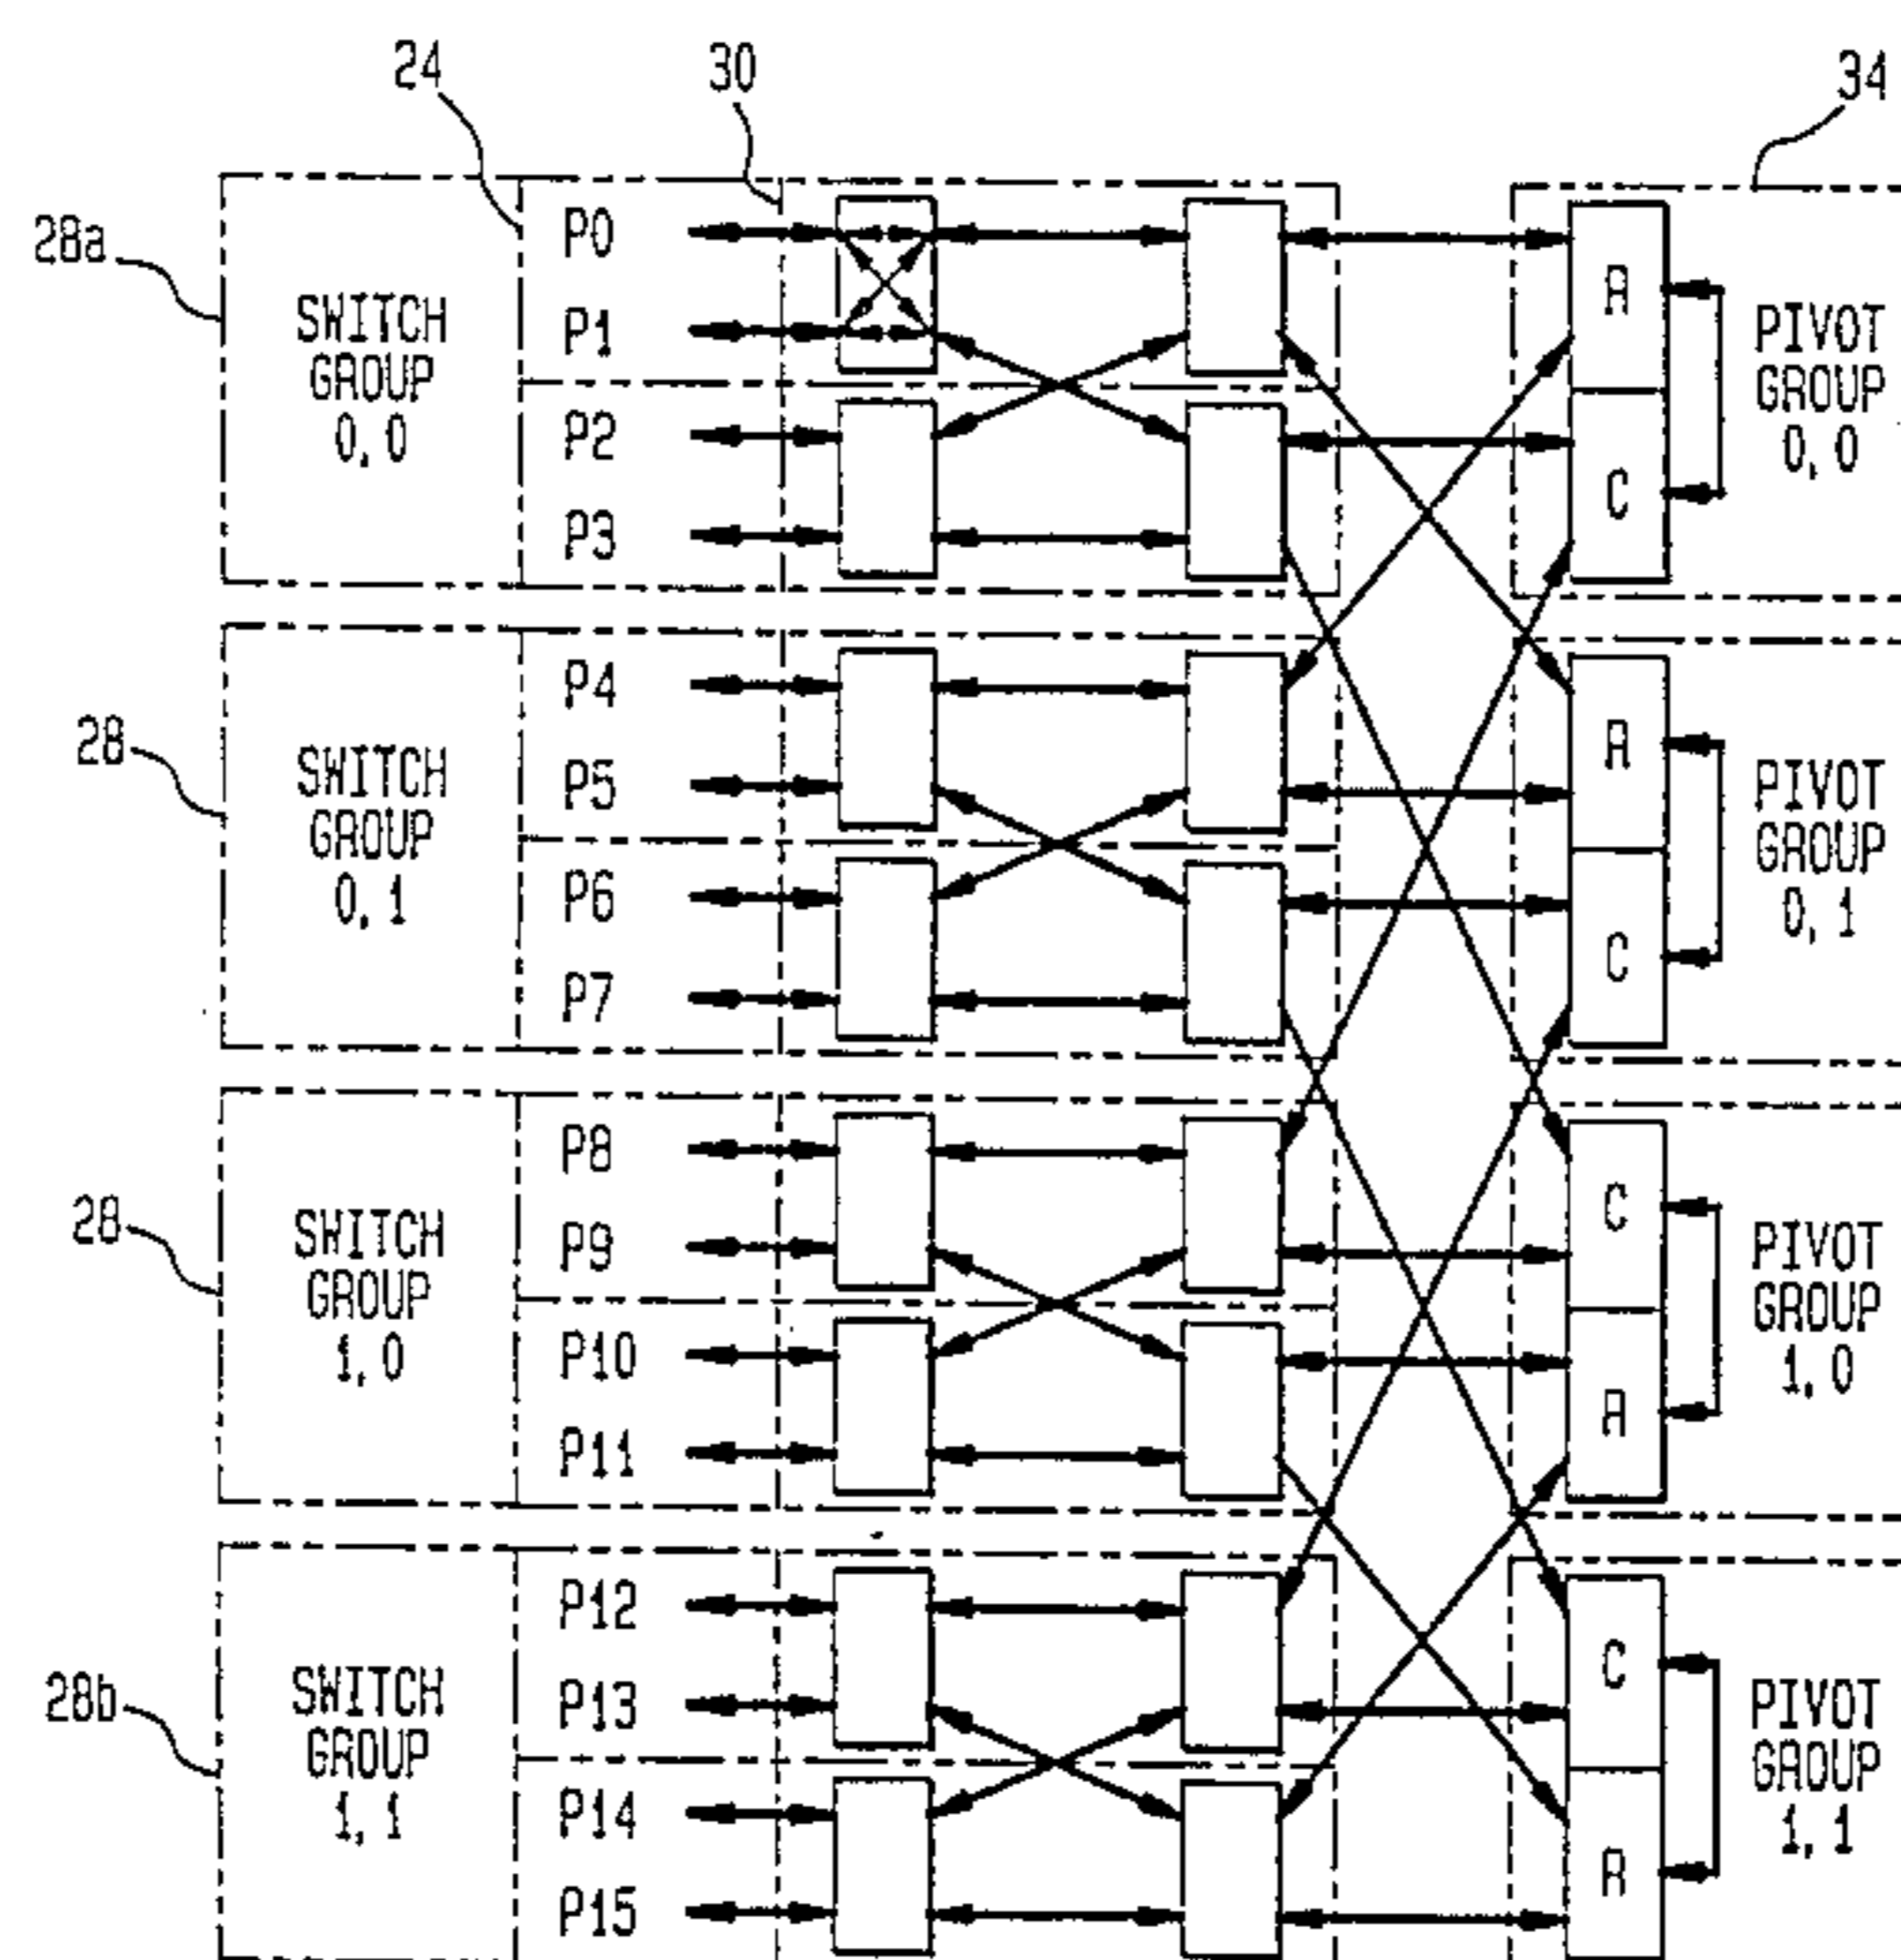 24
30
34
28a
SWITCH
GROUP
0,0
P0
P1
P2
P3
R
C
PIVOT
GROUP
0,0
28
SWITCH
GROUP
0,1
P4
P5
P6
P7
R
C
PIVOT
GROUP
0,1
28
SWITCH
GROUP
1,0
P8
P9
P10
P11
C
R
PIVOT
GROUP
1,0
28b
SWITCH
GROUP
1,1
P12
P13
P14
P15
C
R
PIVOT
GROUP
1,1